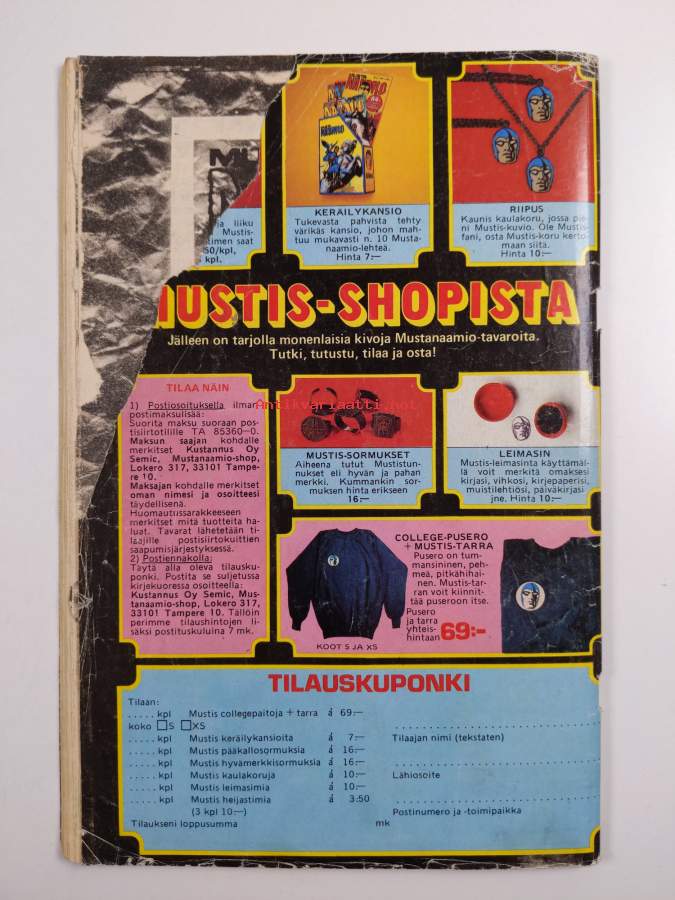 MU
ja liiku
Mustis-
timen saat
50/kpl,
kpl.
KERÄILYKANSIO
Tukevasta pahvista tehty
värikäs kansio, johon mah-
tuu mukavasti n. 10 Musta-
naamio-lehteä.
Hinta 7:—
RIIPUS
Kaunis kaulakoru, jossa pie-
ni Mustis-kuvio. Ole Mustis-
fani, osta Mustis-koru kerto-
maan siitä.
Hinta 10:—
MUSTIS-SHOPISTA
Jälleen on tarjolla monenlaisia kivoja Mustanaamio-tavaroita.
Tutki, tutustu, tilaa ja osta!
TILAA NÄIN
1) Postiosoituksella ilman
postimaksulisää:
Suorita maksu suoraan pos-
tisiirtotilille TA 85360—0.
Maksun saajan kohdalle
merkitset Kustannus Oy
Semic, Mustanaamio-shop,
Lokero 317, 33101 Tampe-
re 10.
Maksajan kohdalle merkitset
oman nimesi ja osoitteesi
täydellisenä.
Huomautussarakkeeseen
merkitset mitä tuotteita ha-
luat. Tavarat lähetetään ti-
laajille postisiirtokuittien
saapumisjärjestyksessä.
2) Postiennakolla:
Täytä alla oleva tilausku-
ponki. Postita se suljetussa
kirjekuoressa osoitteella:
Kustannus Oy Semic, Mus-
tanaamio-shop, Lokero 317,
33101 Tampere 10. Tällöin
perimme tilaushintojen li-
säksi postituskuluina 7 mk.
Antikvariaatti.net
MUSTIS-SORMUKSET
Aiheena tutut Mustistun-
nukset eli hyvän ja pahan
merkki. Kummankin sor-
muksen hinta erikseen
16:—
LEIMASIN
Mustis-leimasinta käyttämäl-
lä voit merkitä omaksesi
kirjasi, vihkosi, kirjepaperisi,
muistilehtiösi, päiväkirjasi
jne. Hinta 10:—
COLLEGE-PUSERO
+ MUSTIS-TARRA
Pusero on tum-
mansininen, peh-
meä, pitkähihai-
nen. Mustis-tar-
ran voit kiinnit-
tää puseroon itse.
Pusero
ja tarra
yhteis-
hintaan 69:-
KOOT S JA XS
TILAUSKUPONKI
Tilaan:
..... kpl Mustis collegepaitoja + tarra á 69:—
koko □S □XS
..... kpl Mustis keräilykansioita á 7:—
..... kpl Mustis pääkallosormuksia á 16:—
..... kpl Mustis hyvämerkkisormuksia á 16:—
..... kpl Mustis kaulakoruja á 10:—
..... kpl Mustis leimasimia á 10:—
..... kpl Mustis heijastimia á 3:50
(3 kpl 10:—)
Tilaukseni loppusumma mk
Tilaajan nimi (tekstaten)
Lähiosoite
Postinumero ja -toimipaikka